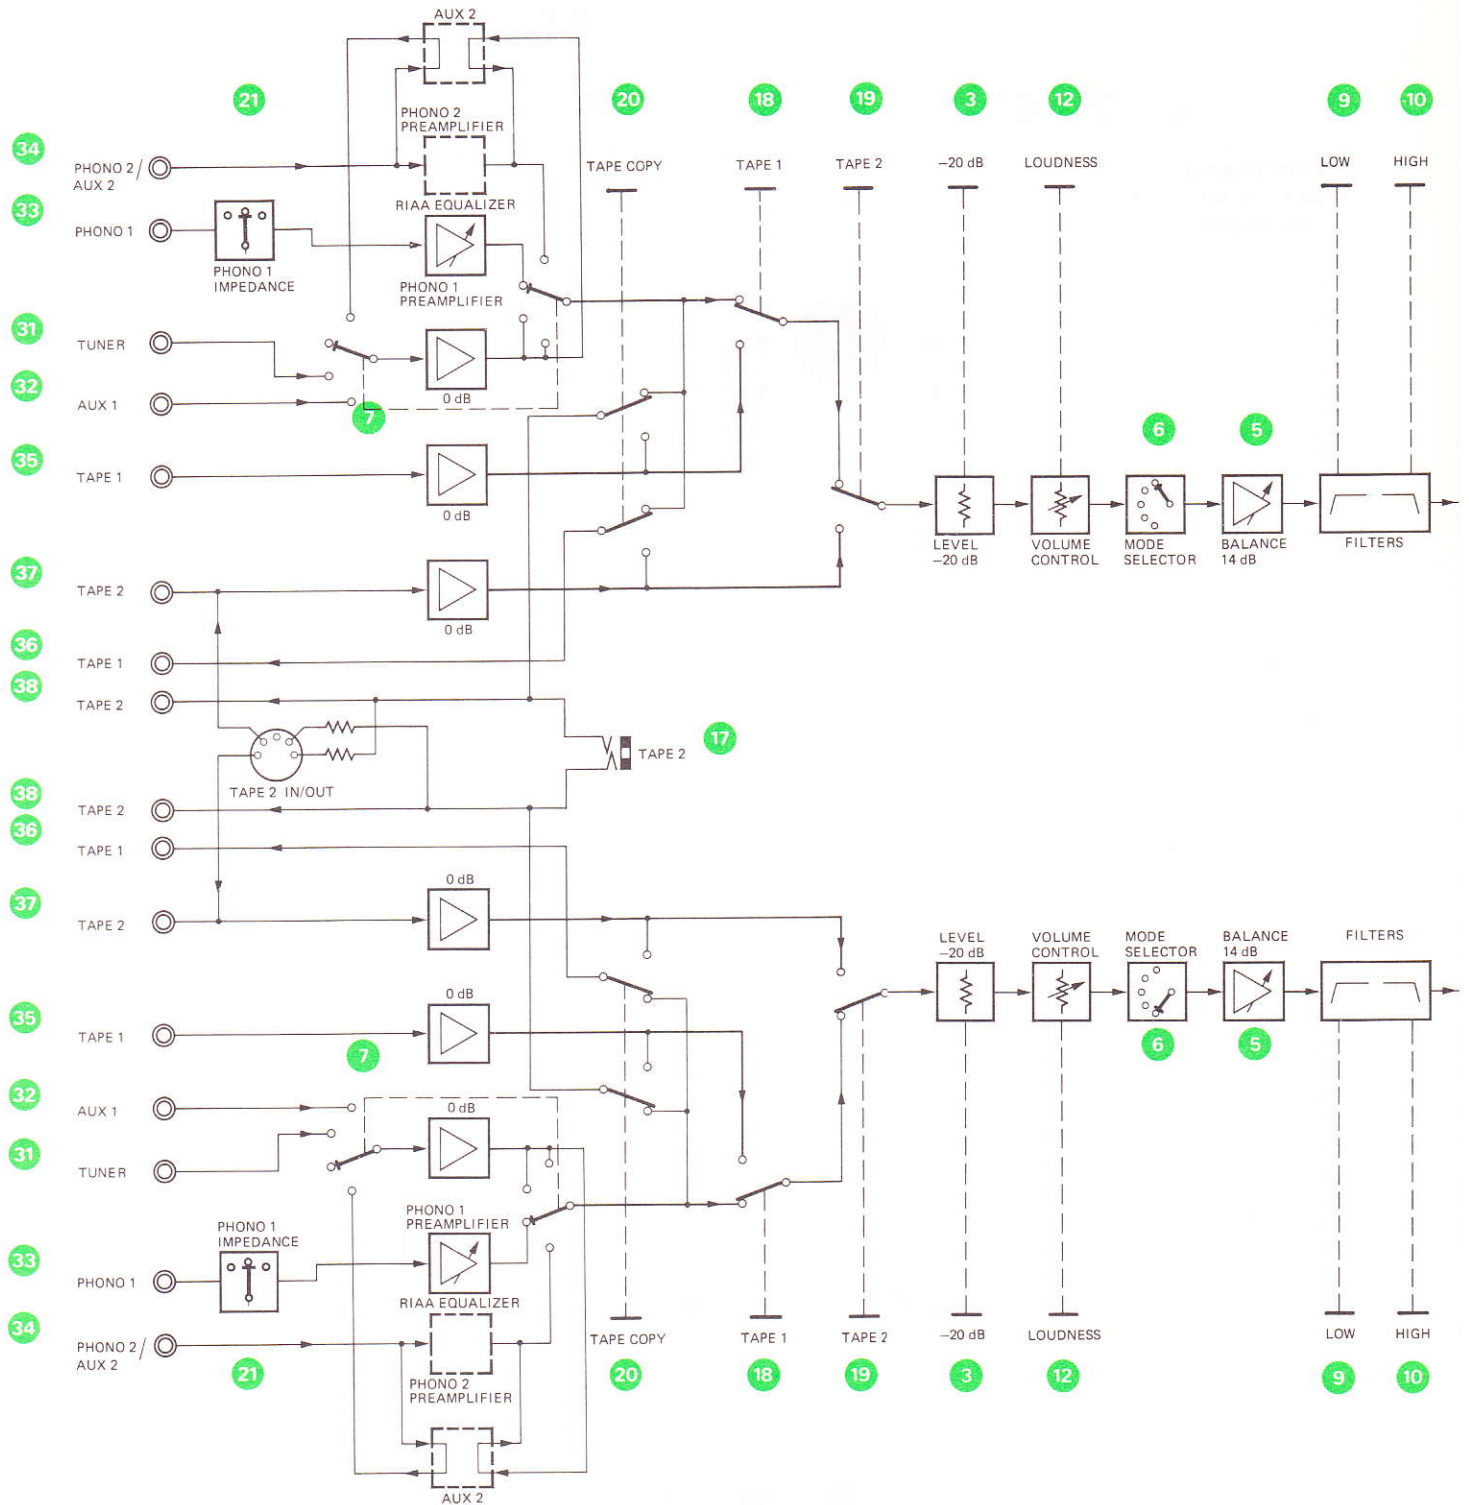 AUX 2
21
20
18
19
3
12
9
10
PHONO 2
PREAMPLIFIER
34
PHONO 2 /
AUX 2
TAPE COPY
TAPE 1
TAPE 2
−20 dB
LOUDNESS
LOW
HIGH
33
PHONO 1
RIAA EQUALIZER
PHONO 1
IMPEDANCE
PHONO 1
PREAMPLIFIER
31
TUNER
32
AUX 1
0 dB
7
6
5
35
TAPE 1
0 dB
LEVEL
−20 dB
VOLUME
CONTROL
MODE
SELECTOR
BALANCE
14 dB
FILTERS
37
TAPE 2
0 dB
36
TAPE 1
38
TAPE 2
17
TAPE 2
TAPE 2 IN/OUT
38
TAPE 2
36
TAPE 1
0 dB
37
TAPE 2
LEVEL
−20 dB
VOLUME
CONTROL
MODE
SELECTOR
BALANCE
14 dB
FILTERS
0 dB
35
TAPE 1
7
6
5
32
AUX 1
0 dB
31
TUNER
PHONO 1
IMPEDANCE
PHONO 1
PREAMPLIFIER
33
PHONO 1
RIAA EQUALIZER
34
PHONO 2 /
AUX 2
TAPE COPY
TAPE 1
TAPE 2
−20 dB
LOUDNESS
LOW
HIGH
21
PHONO 2
PREAMPLIFIER
20
18
19
3
12
9
10
AUX 2